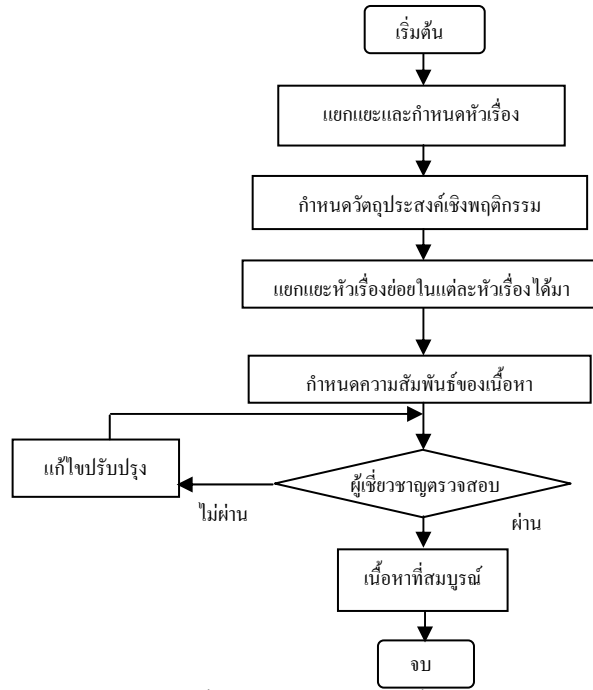 เริ่มต้น
แยกแยะและกำหนดหัวเรื่อง
กำหนดวัตถุประสงค์เชิงพฤติกรรม
แยกแยะหัวเรื่องย่อยในแต่ละหัวเรื่องได้มา
กำหนดความสัมพันธ์ของเนื้อหา
แก้ไขปรับปรุง
ผู้เชี่ยวชาญตรวจสอบ
ไม่ผ่าน
ผ่าน
เนื้อหาที่สมบูรณ์
จบ